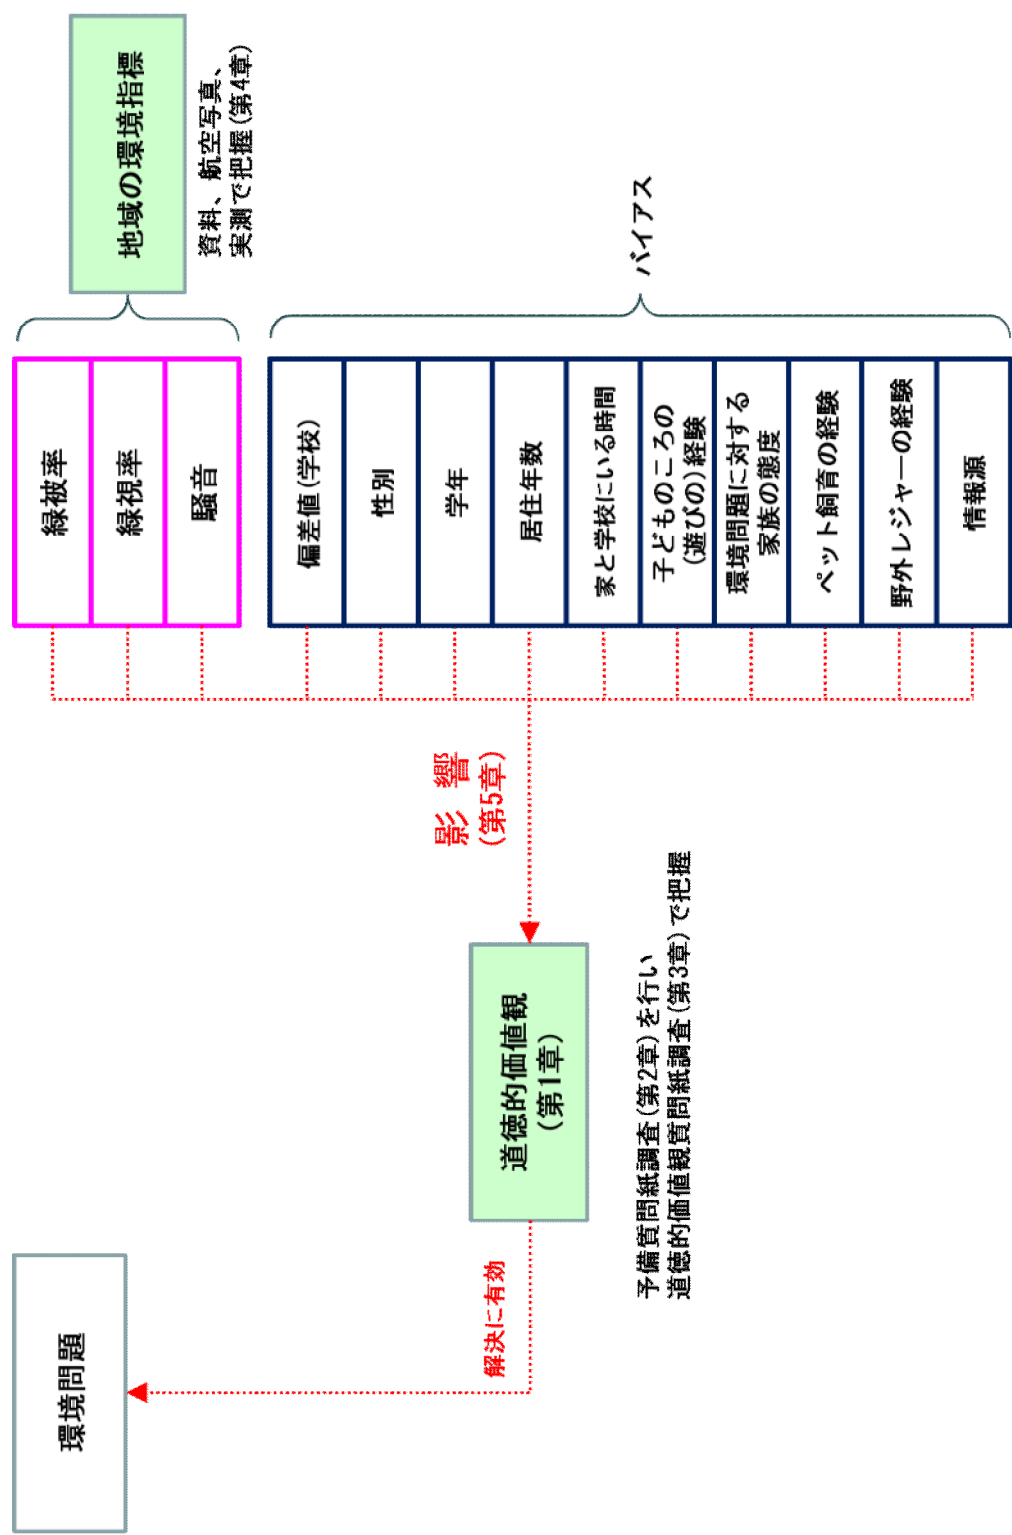 環境問題
解決に有効
道徳的価値観
(第1章)
予備質問紙調査(第2章)を行い
道徳的価値観質問紙調査(第3章)で把握
影 響
(第5章)
緑被率
緑視率
騒音
地域の環境指標
資料、航空写真、
実測で把握(第4章)
偏差値(学校)
性別
学年
居住年数
家と学校にいる時間
子どものころの
(遊びの)経験
環境問題に対する
家族の態度
ペット飼育の経験
野外レジャーの経験
情報源
バイアス